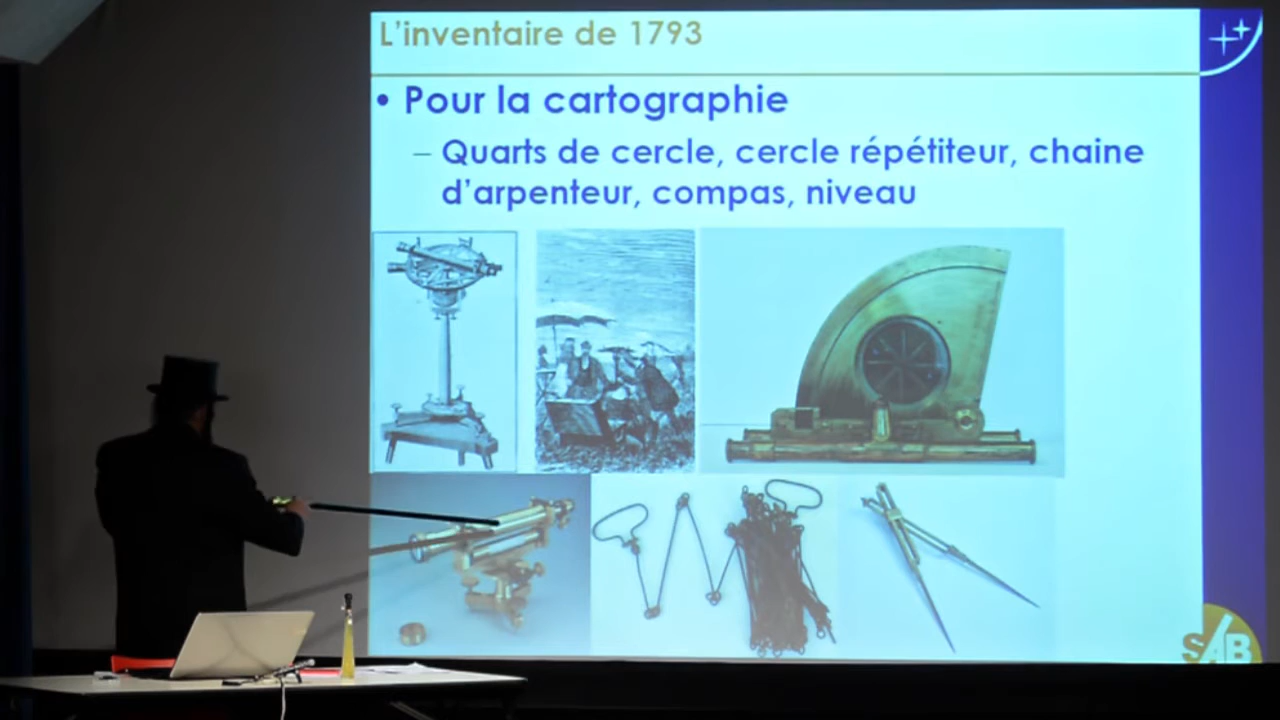 L'inventaire de 1793
• Pour la cartographie
– Quarts de cercle, cercle répétiteur, chaine
d'arpenteur, compas, niveau
SAB